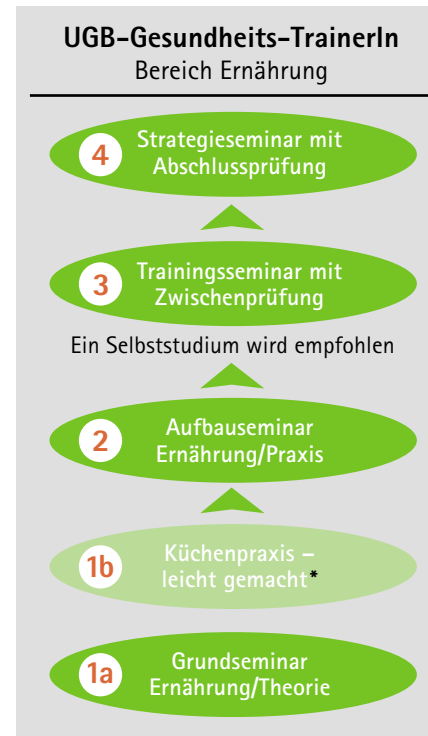 UGB-Gesundheits-TrainerIn
Bereich Ernährung
4
Strategieseminar mit
Abschlussprüfung
3
Trainingsseminar mit
Zwischenprüfung
Ein Selbststudium wird empfohlen
2
Aufbauseminar
Ernährung/Praxis
1b
Küchenpraxis –
leicht gemacht*
1a
Grundseminar
Ernährung/Theorie